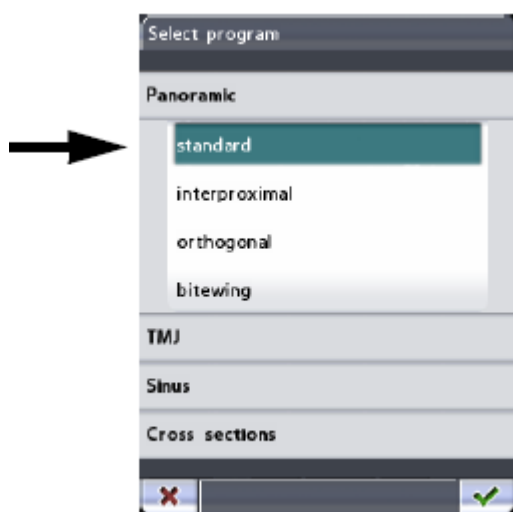 Select program
Panoramic
standard
interproximal
orthogonal
bitewing
TMJ
Sinus
Cross sections